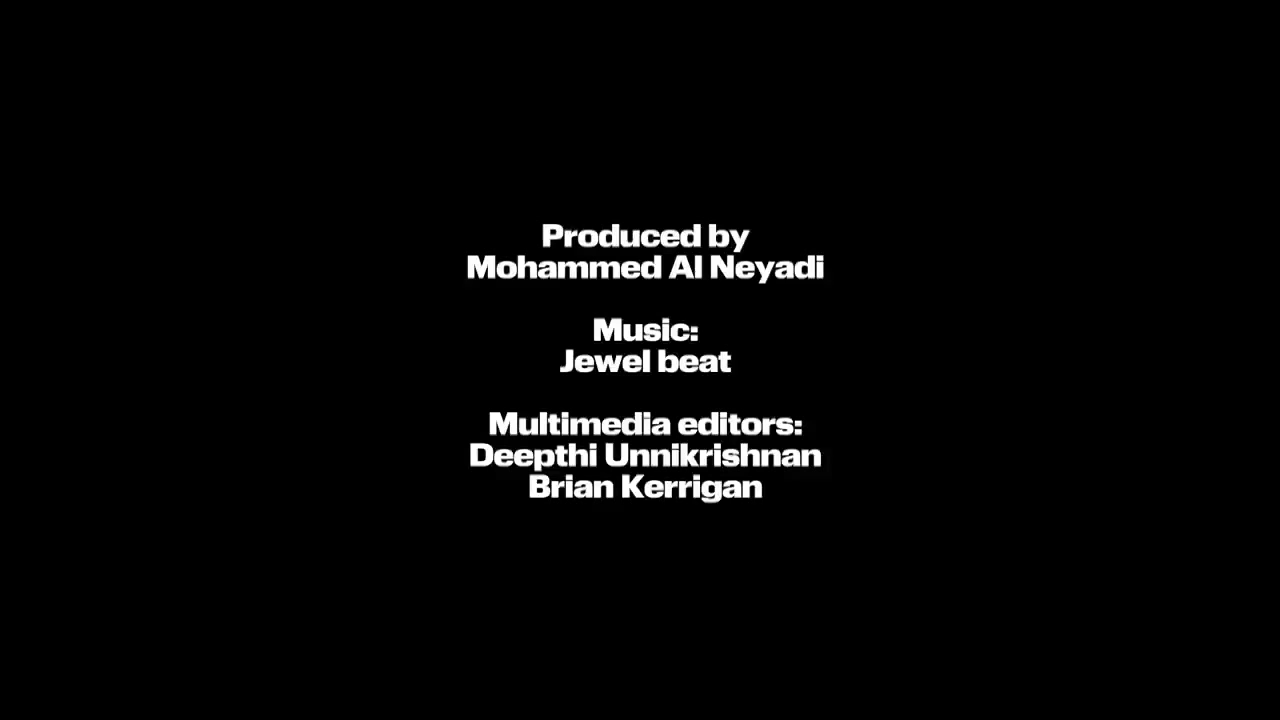 Produced by
Mohammed Al Neyadi
Music:
Jewel beat
Multimedia editors:
Deepthi Unnikrishnan
Brian Kerrigan